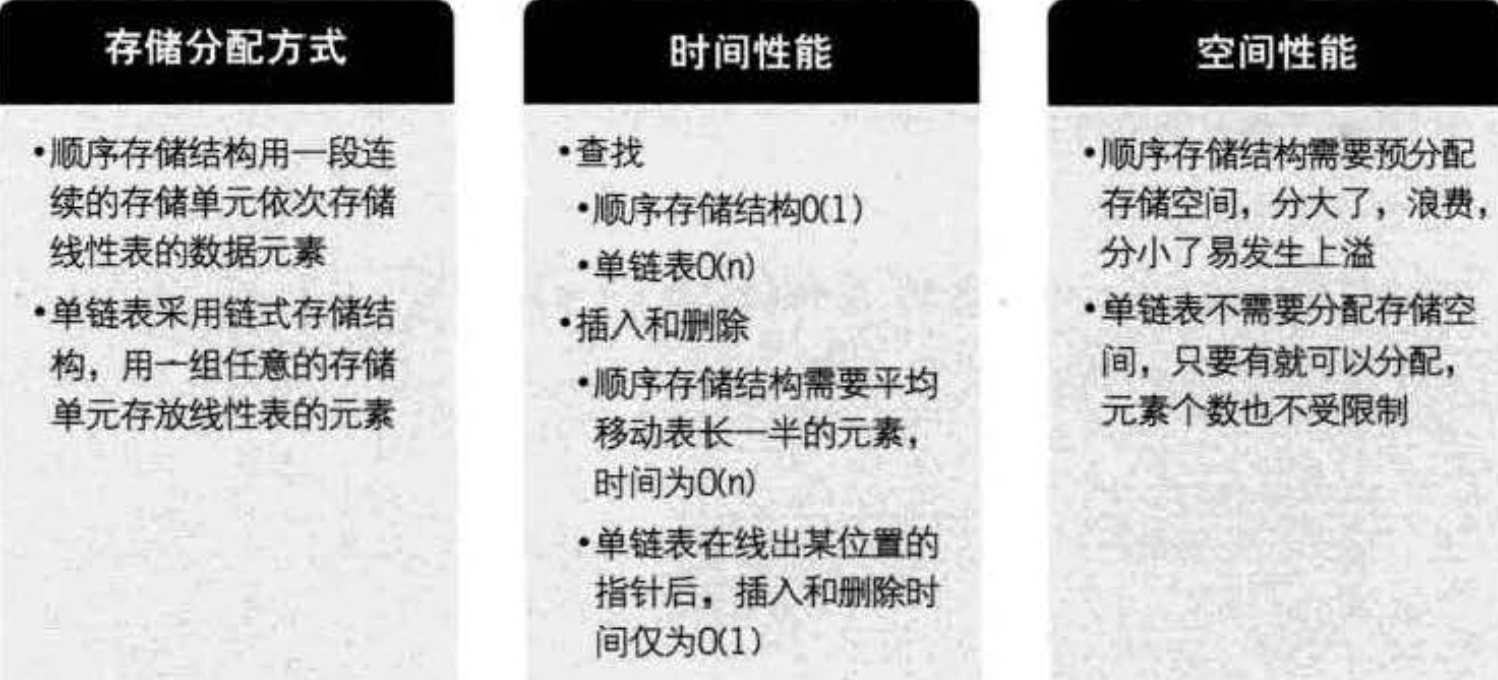 存储分配方式
•顺序存储结构用一段连
续的存储单元依次存储
线性表的数据元素
•单链表采用链式存储结
构，用一组任意的存储
单元存放线性表的元素
时间性能
•查找
•顺序存储结构O(1)
•单链表O(n)
•插入和删除
•顺序存储结构需要平均
移动表长一半的元素，
时间为O(n)
•单链表在线出某位置的
指针后，插入和删除时
间仅为O(1)
空间性能
•顺序存储结构需要预分配
存储空间，分大了，浪费，
分小了易发生上溢
•单链表不需要分配存储空
间，只要有就可以分配，
元素个数也不受限制